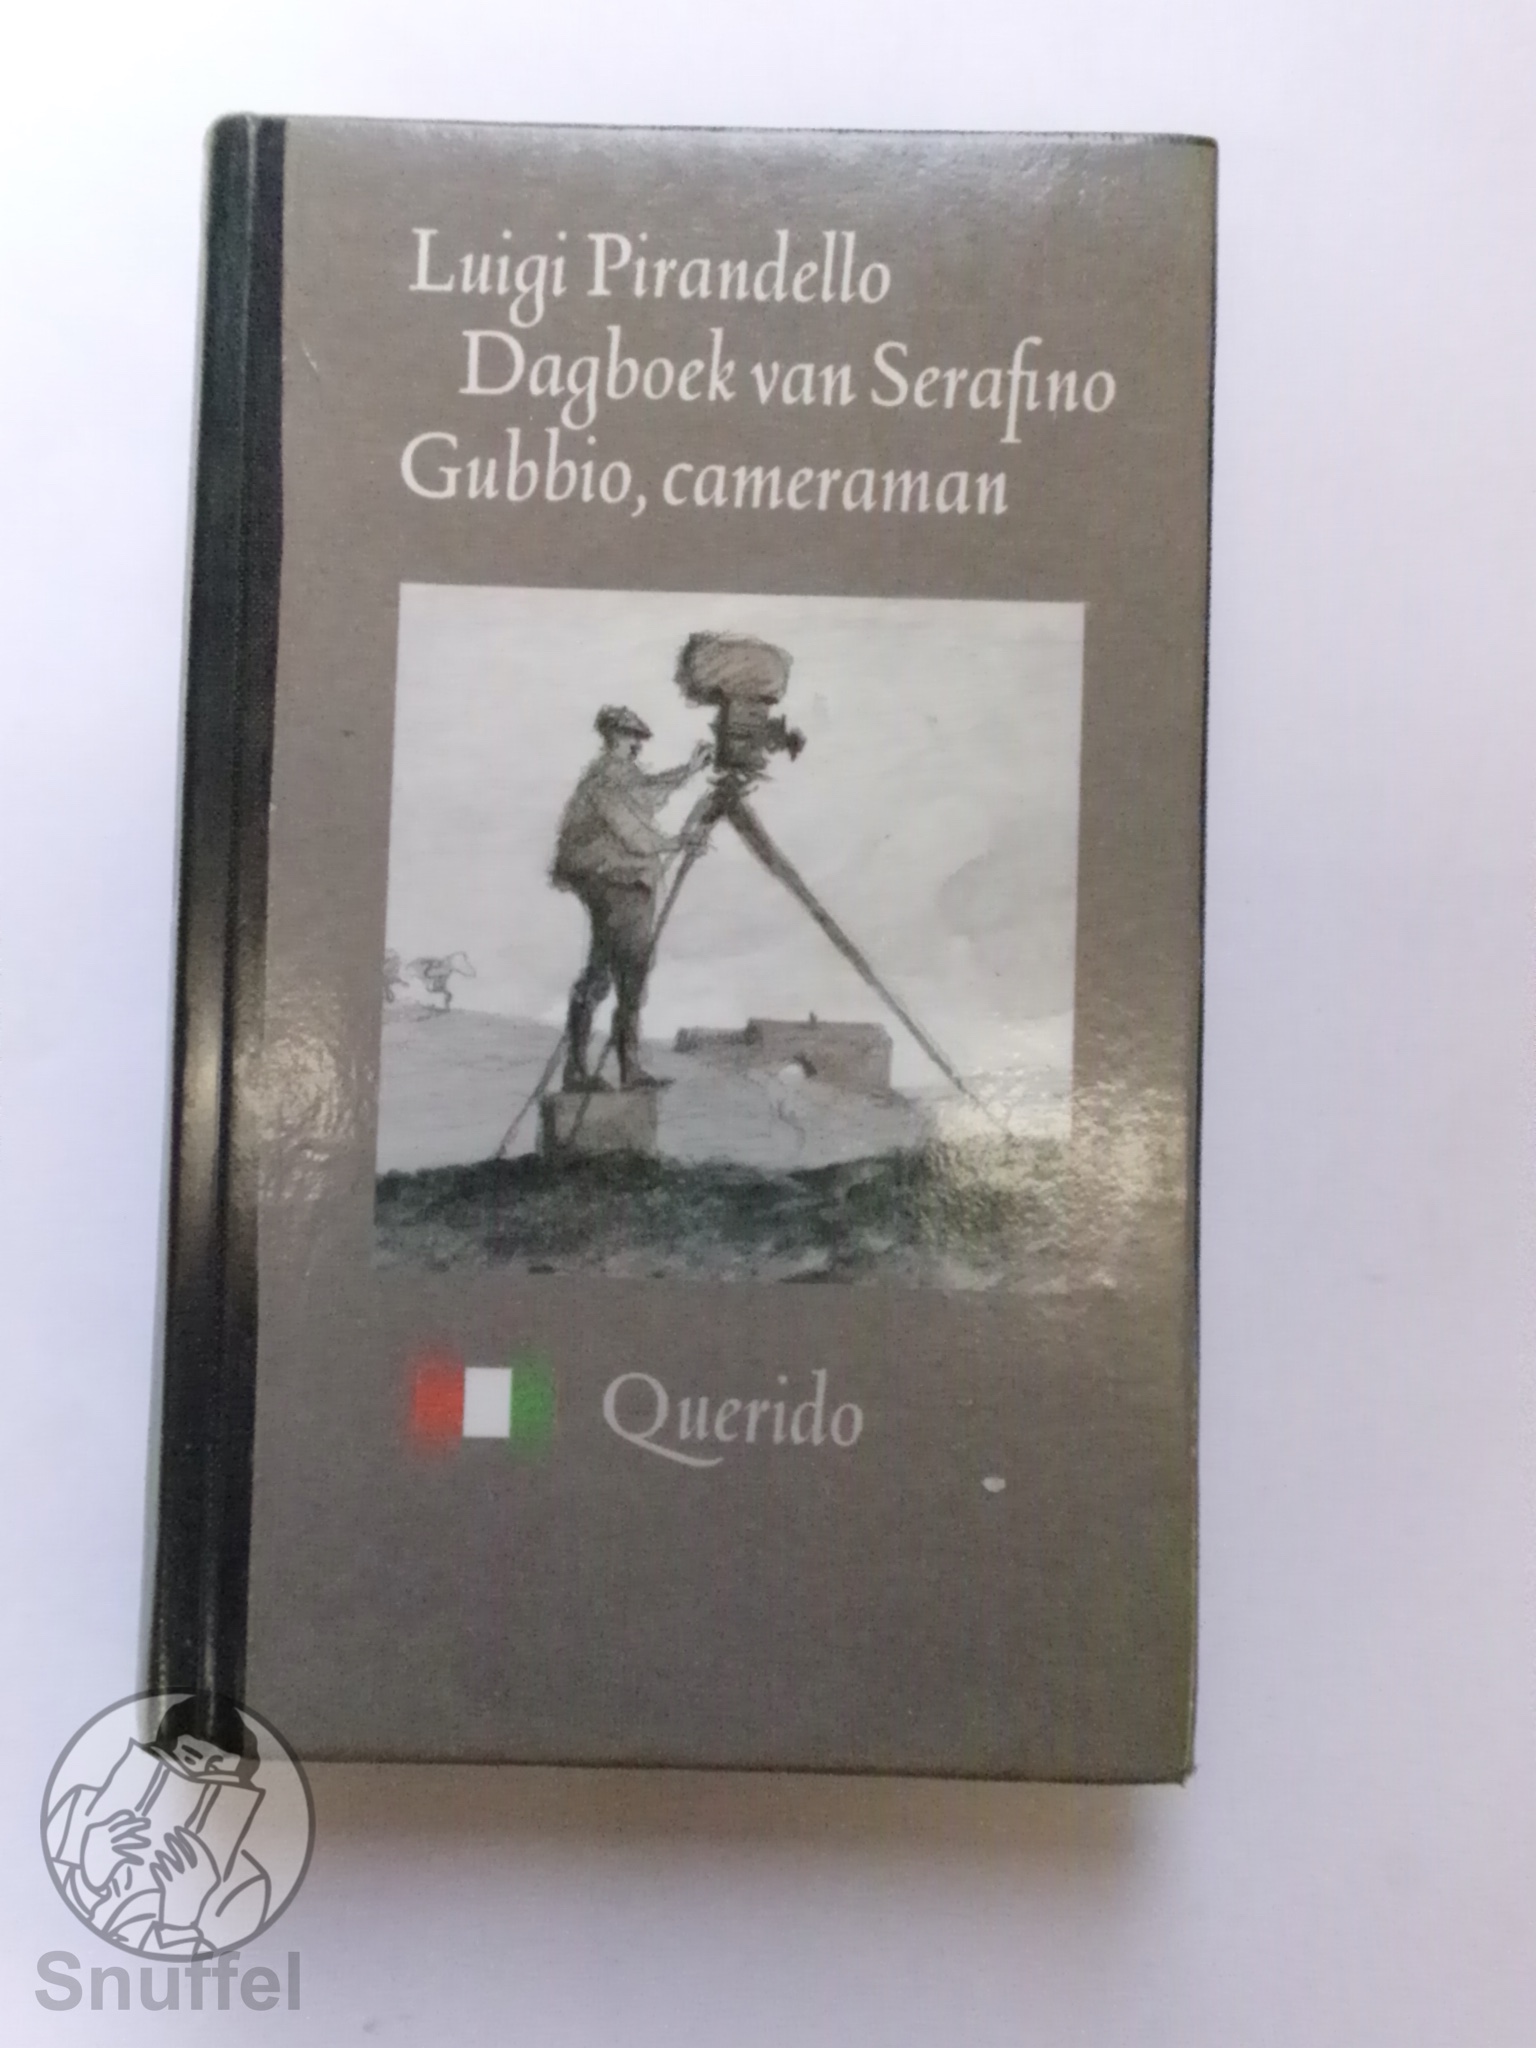 Luigi Pirandello
Dagboek van Serafino
Gubbio, cameraman
Querido
Snuffel